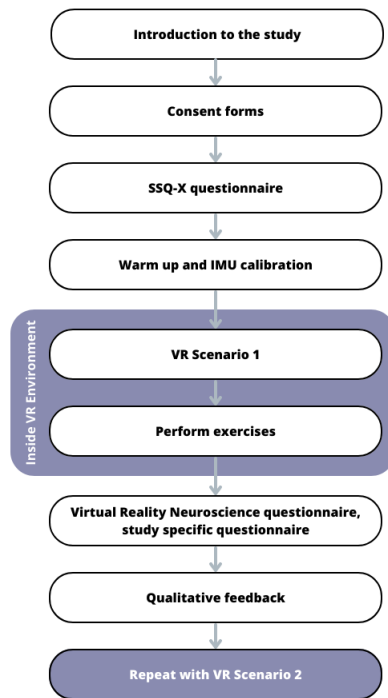 Introduction to the study
Consent forms
SSQ-X questionnaire
Warm up and IMU calibration
Inside VR Environment
VR Scenario 1
Perform exercises
Virtual Reality Neuroscience questionnaire,
study specific questionnaire
Qualitative feedback
Repeat with VR Scenario 2